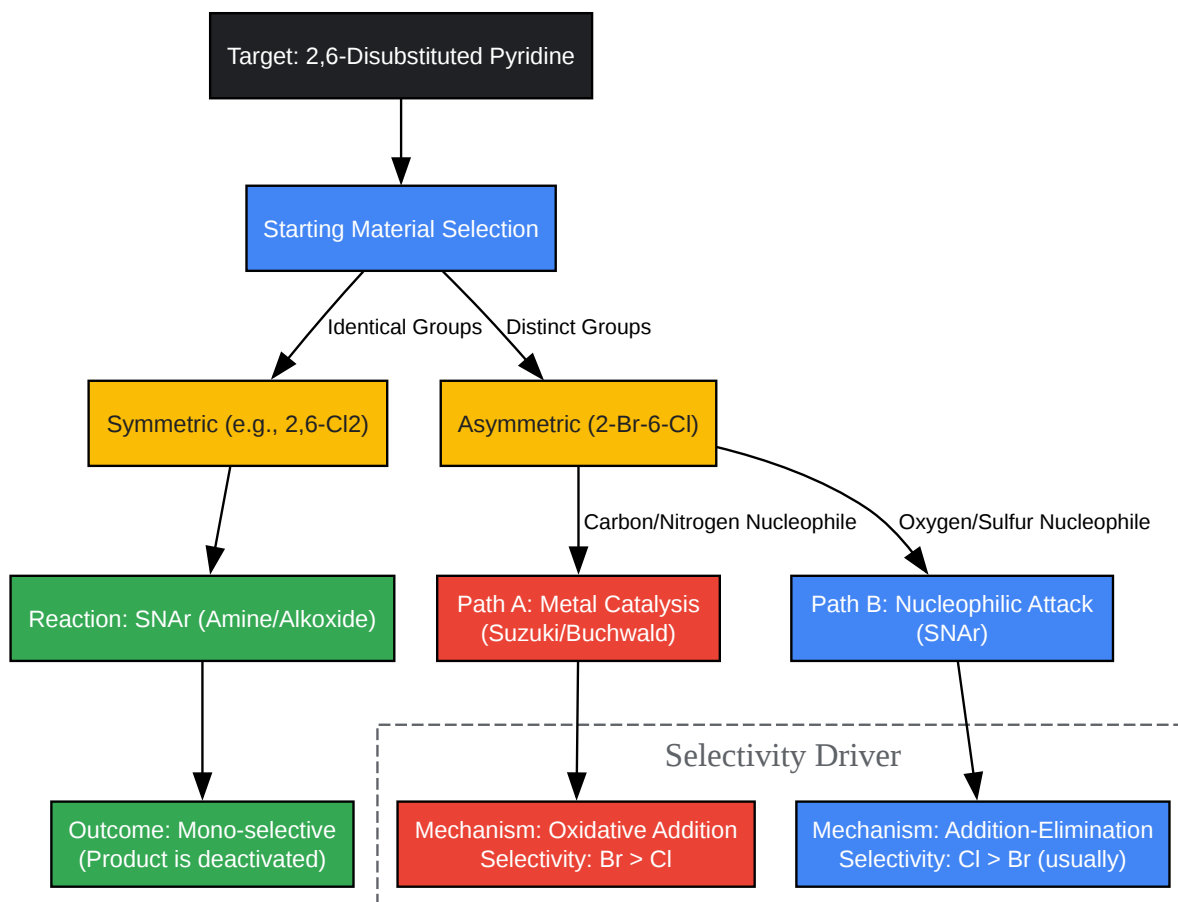 Target: 2,6-Disubstituted Pyridine
Starting Material Selection
Identical Groups
Distinct Groups
Symmetric (e.g., 2,6-Cl2)
Asymmetric (2-Br-6-Cl)
Carbon/Nitrogen Nucleophile
Oxygen/Sulfur Nucleophile
Reaction: SNAr (Amine/Alkoxide)
Path A: Metal Catalysis
(Suzuki/Buchwald)
Path B: Nucleophilic Attack
(SNAr)
Selectivity Driver
Outcome: Mono-selective
(Product is deactivated)
Mechanism: Oxidative Addition
Selectivity: Br > Cl
Mechanism: Addition-Elimination
Selectivity: Cl > Br (usually)